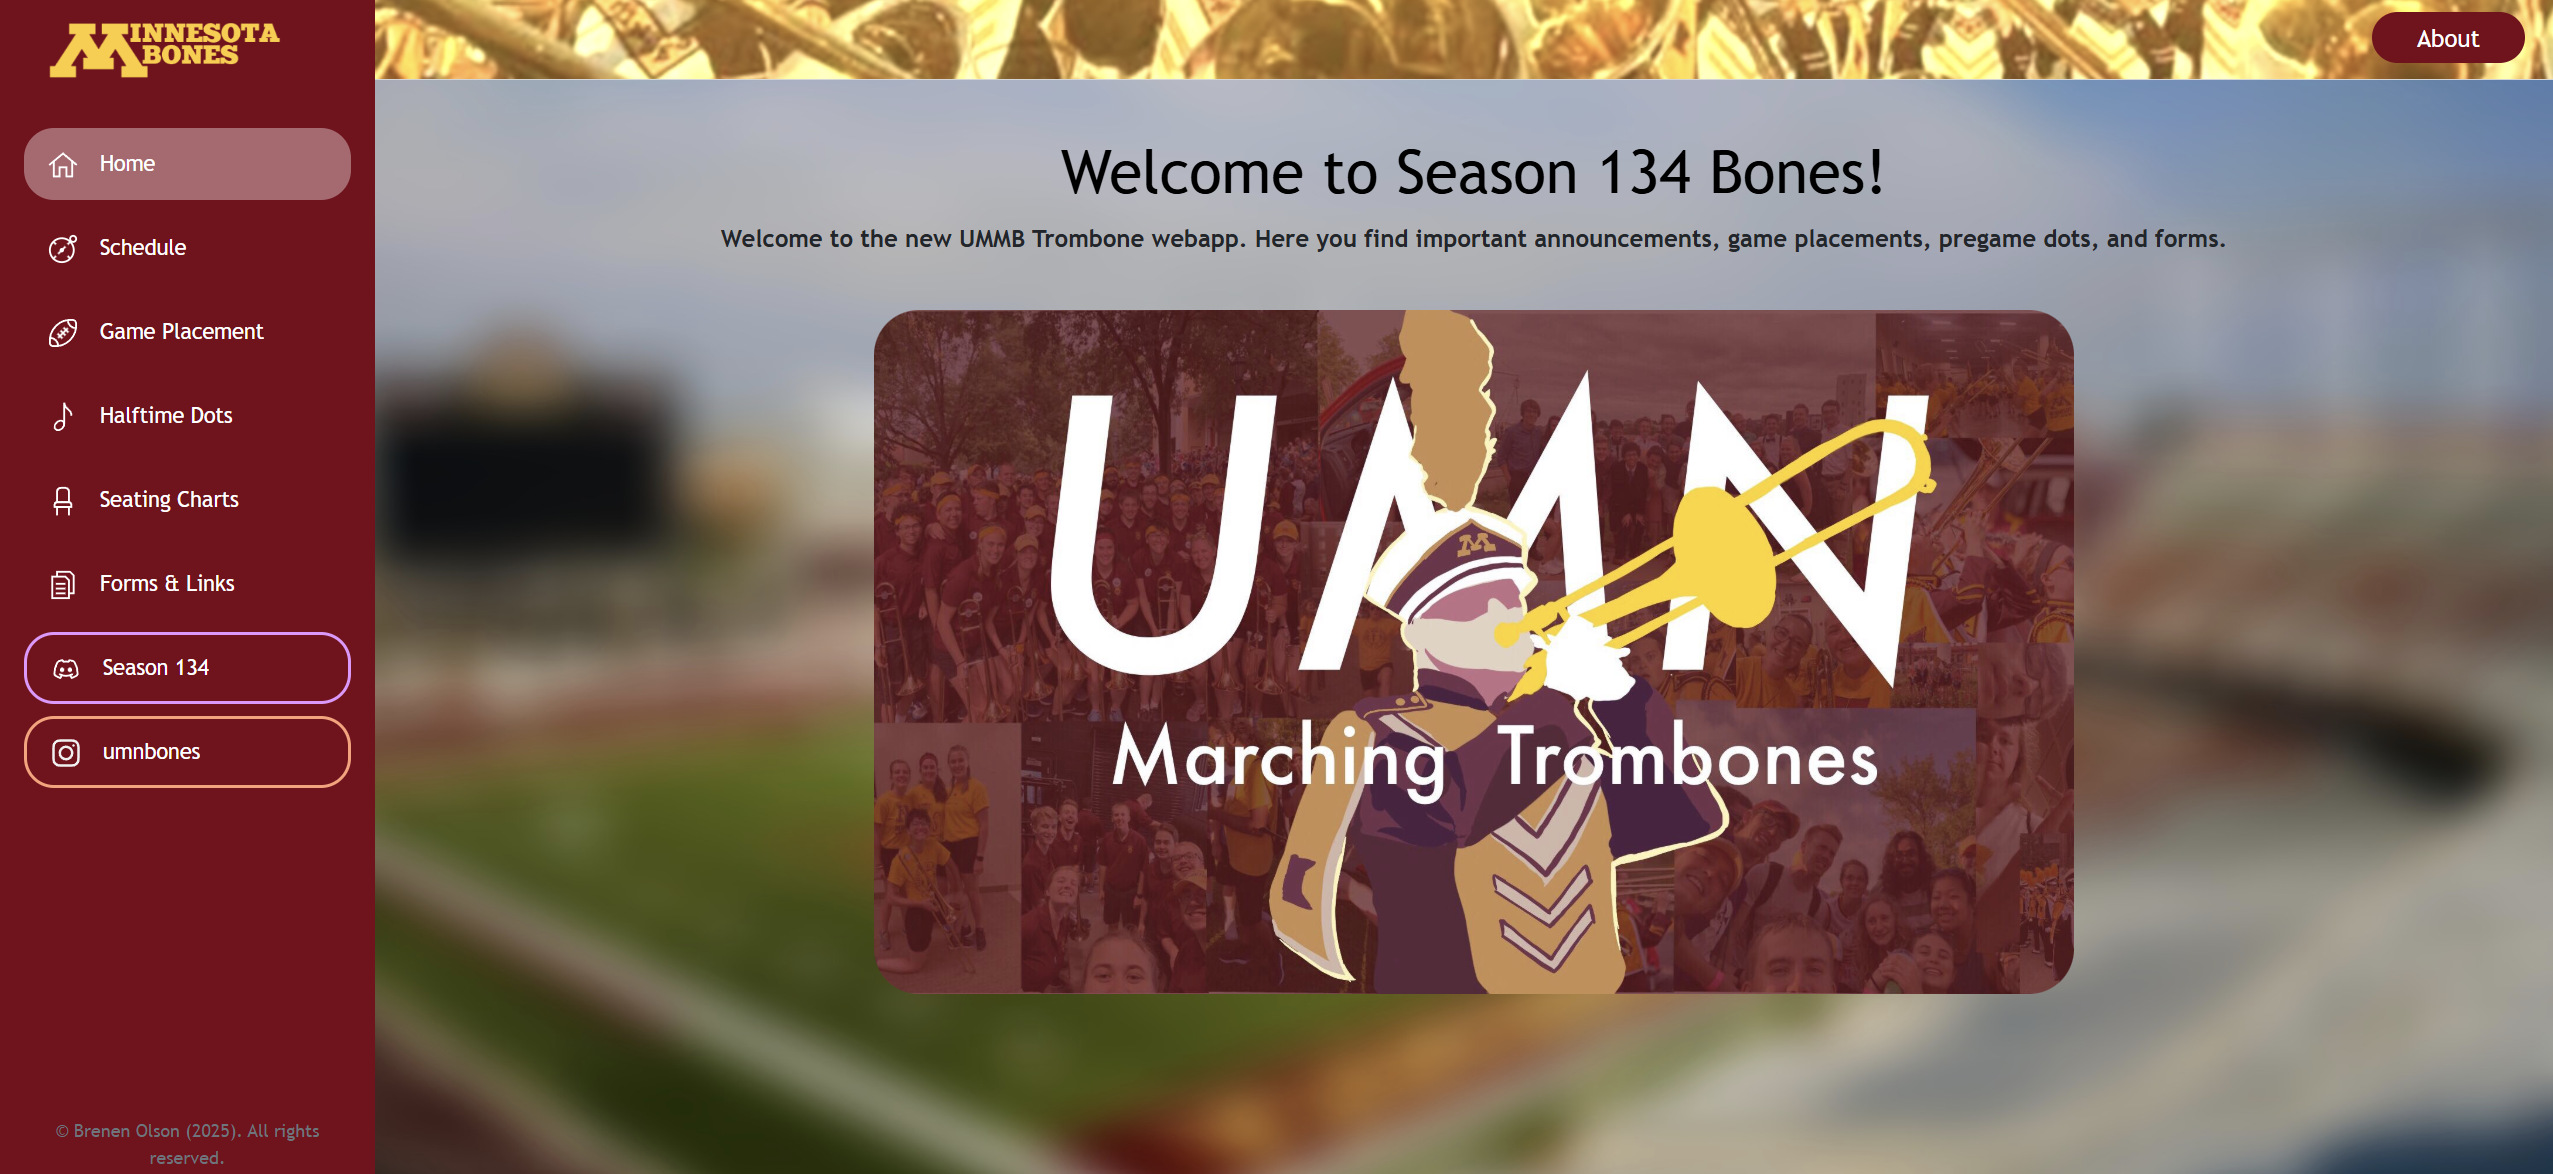 MINNESOTA
BONES
About
Home
Schedule
Game Placement
Halftime Dots
Seating Charts
Forms & Links
Season 134
umnbones
© Brenen Olson (2025). All rights
reserved.
Welcome to Season 134 Bones!
Welcome to the new UMMB Trombone webapp. Here you find important announcements, game placements, pregame dots, and forms.
UMN
M
Marching Trombones